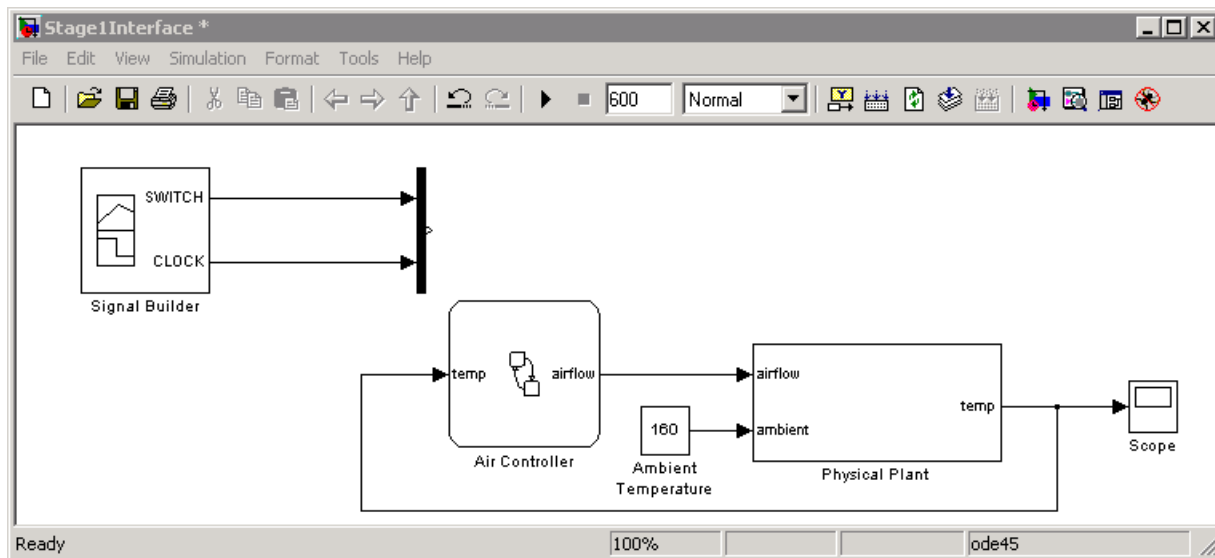 Stage1Interface *
File Edit View Simulation Format Tools Help
600 Normal
SWITCH
CLOCK
Signal Builder
temp airflow
Air Controller
160
Ambient
Temperature
airflow
ambient
temp
Physical Plant
Scope
Ready 100% ode45